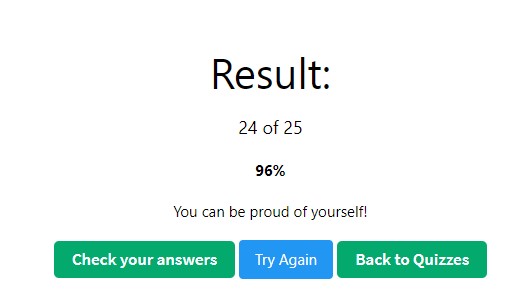 Result:
24 of 25
96%
You can be proud of yourself!
Check your answers Try Again Back to Quizzes